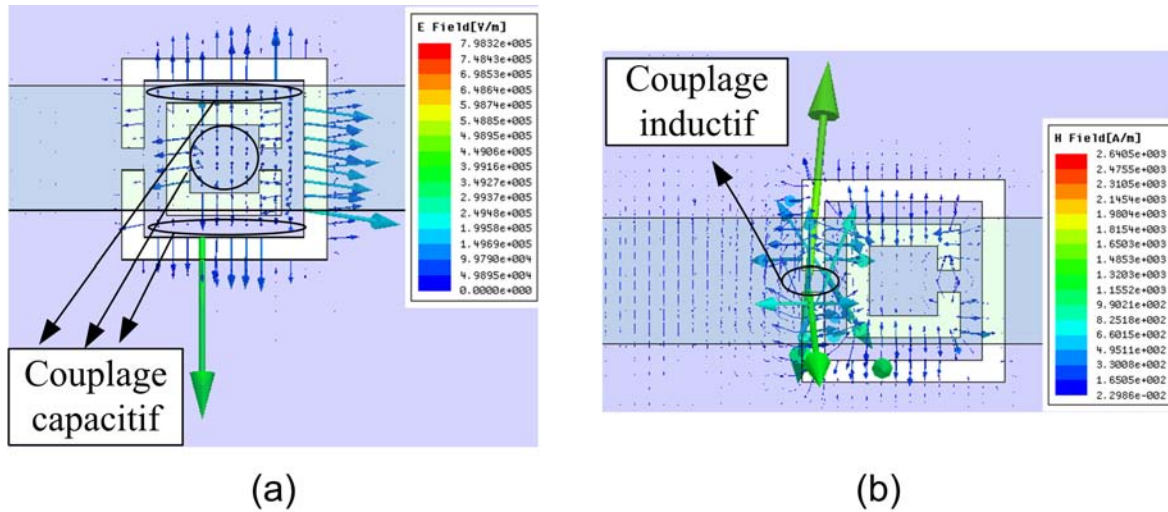 E Field[V/m]
7.9832e+005
7.4843e+005
6.9853e+005
6.4864e+005
5.9874e+005
5.4885e+005
4.9895e+005
4.4906e+005
3.9916e+005
3.4927e+005
2.9937e+005
2.4948e+005
1.9958e+005
1.4969e+005
9.9790e+004
4.9895e+004
0.0000e+000
Couplage
capacitif
(a)
Couplage
inductif
H Field[A/m]
2.6405e+003
2.4755e+003
2.3105e+003
2.1454e+003
1.9804e+003
1.8154e+003
1.6503e+003
1.4853e+003
1.3203e+003
1.1552e+003
9.9021e+002
8.2518e+002
6.6015e+002
4.9511e+002
3.3008e+002
1.6505e+002
2.2986e-002
(b)